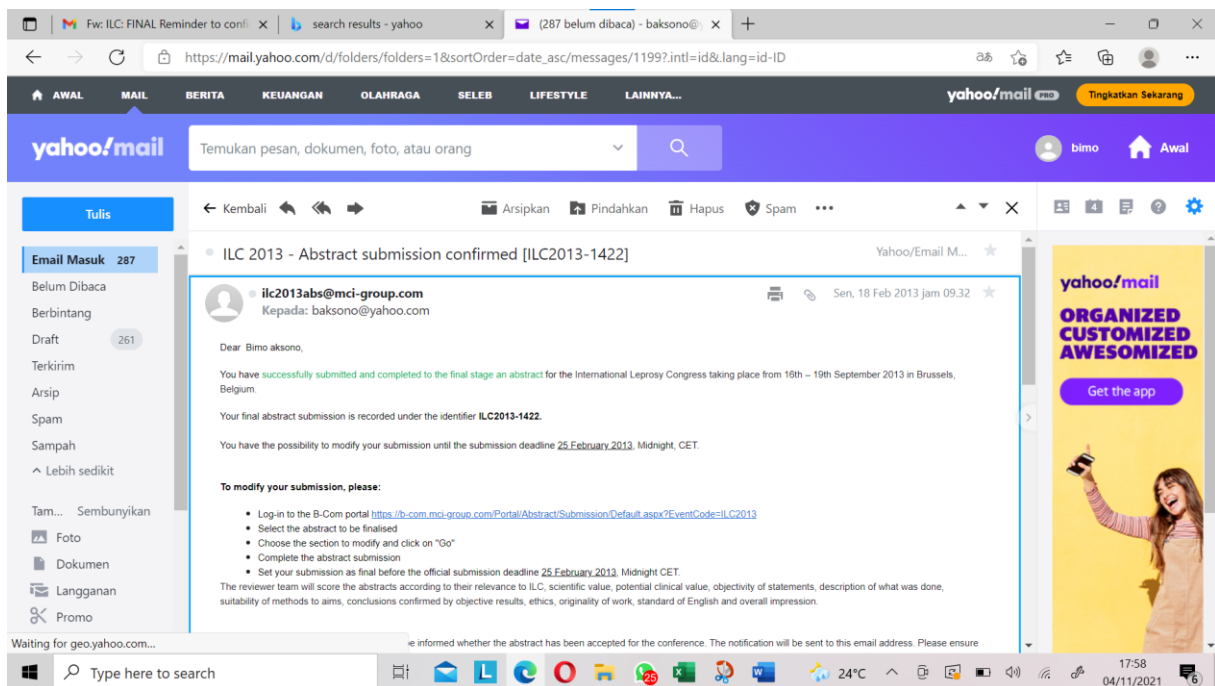 Fw: ILC: FINAL Reminder to confi
search results - yahoo
(287 belum dibaca) - baksono@y
https://mail.yahoo.com/d/folders/folders=1&sortOrder=date_asc/messages/1199?.intl=id&.lang=id-ID
AWAL MAIL BERITA KEUANGAN OLAHRAGA SELEB LIFESTYLE LAINNYA...
yahoo!mail PRO Tingkatkan Sekarang
yahoo!mail
Temukan pesan, dokumen, foto, atau orang
bimo Awal
Tulis
Kembali Arsipkan Pindahkan Hapus Spam
4
Email Masuk 287
Belum Dibaca
Berbintang
Draft 261
Terkirim
Arsip
Spam
Sampah
Lebih sedikit
Tam... Sembunyikan
Foto
Dokumen
Langganan
Promo
ILC 2013 - Abstract submission confirmed [ILC2013-1422]
Yahoo/Email M...
ilc2013abs@mci-group.com
Sen, 18 Feb 2013 jam 09.32
Kepada: baksono@yahoo.com
Dear Bimo aksono,
You have successfully submitted and completed to the final stage an abstract for the International Leprosy Congress taking place from 16th – 19th September 2013 in Brussels,
Belgium.
Your final abstract submission is recorded under the identifier ILC2013-1422.
You have the possibility to modify your submission until the submission deadline 25 February 2013, Midnight, CET.
To modify your submission, please:
• Log-in to the B-Com portal https://b-com.mci-group.com/Portal/Abstract/Submission/Default.aspx?EventCode=ILC2013
• Select the abstract to be finalised
• Choose the section to modify and click on "Go"
• Complete the abstract submission
• Set your submission as final before the official submission deadline 25 February 2013, Midnight CET.
The reviewer team will score the abstracts according to their relevance to ILC, scientific value, potential clinical value, objectivity of statements, description of what was done,
suitability of methods to aims, conclusions confirmed by objective results, ethics, originality of work, standard of English and overall impression.
informed whether the abstract has been accepted for the conference. The notification will be sent to this email address. Please ensure
yahoo!mail
ORGANIZED
CUSTOMIZED
AWESOMIZED
Get the app
Waiting for geo.yahoo.com...
Type here to search
25
24°C
17:58
04/11/2021
6